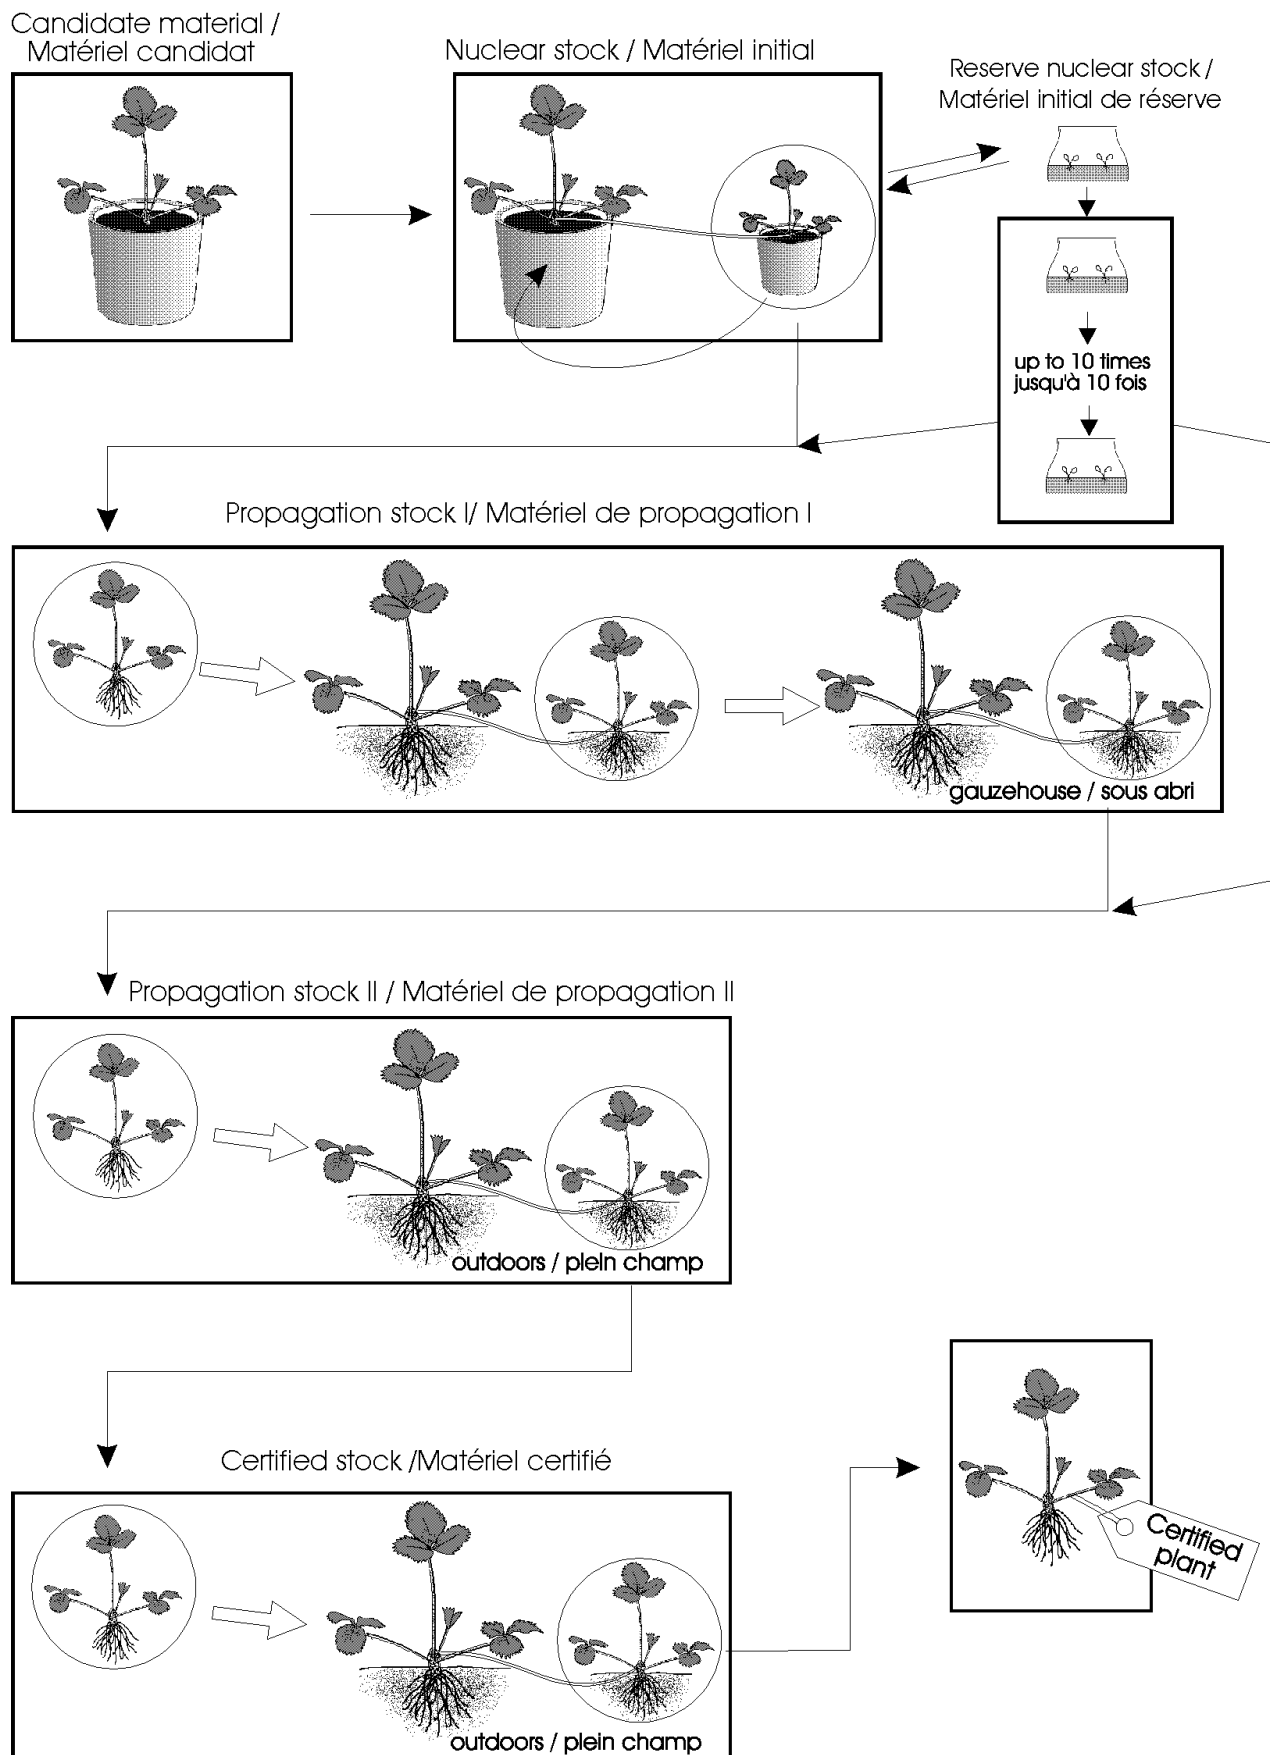 Candidate material /
Matériel candidat
Nuclear stock / Matériel initial
Reserve nuclear stock /
Matériel initial de réserve
up to 10 times
jusqu'à 10 fois
Propagation stock I/ Matériel de propagation I
gauzehouse / sous abri
Propagation stock II / Matériel de propagation II
outdoors / plein champ
Certified stock /Matériel certifié
Certified
plant
outdoors / plein champ